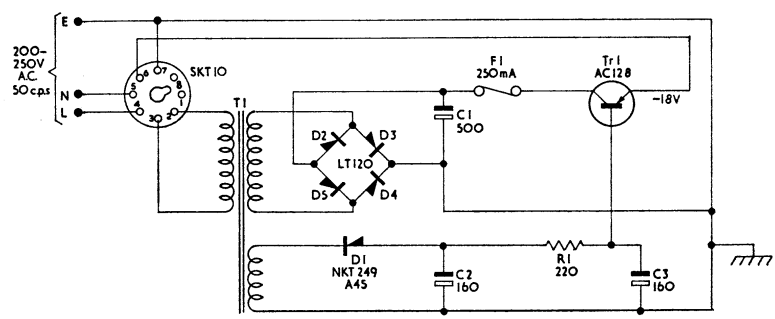 E
200-
250V
A.C.
50 c.p.s
N
L
SKT10
6
7
8
5
1
4
3
2
T1
D2
D3
LT120
D5
D4
C1
500
F1
250mA
Tr1
AC128
-18V
D1
NKT 249
A45
C2
160
R1
220
C3
160